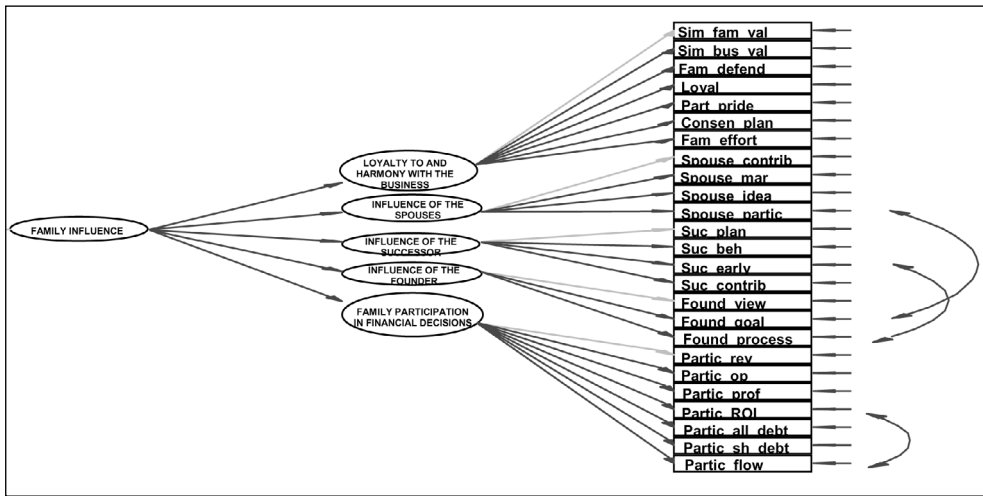 Sim_fam_val
Sim_bus_val
Fam_defend
Loyal
Part_pride
Consen_plan
Fam_effort
Spouse_contrib
Spouse_mar
Spouse_idea
Spouse_partic
Suc_plan
Suc_beh
Suc_early
Suc_contrib
Found_view
Found_goal
Found_process
Partic_rev
Partic_op
Partic_prof
Partic_ROI
Partic_all_debt
Partic_sh_debt
Partic_flow
LOYALTY TO AND
HARMONY WITH THE
BUSINESS
INFLUENCE OF THE
SPOUSES
INFLUENCE OF THE
SUCCESSOR
INFLUENCE OF THE
FOUNDER
FAMILY PARTICIPATION
IN FINANCIAL DECISIONS
FAMILY INFLUENCE